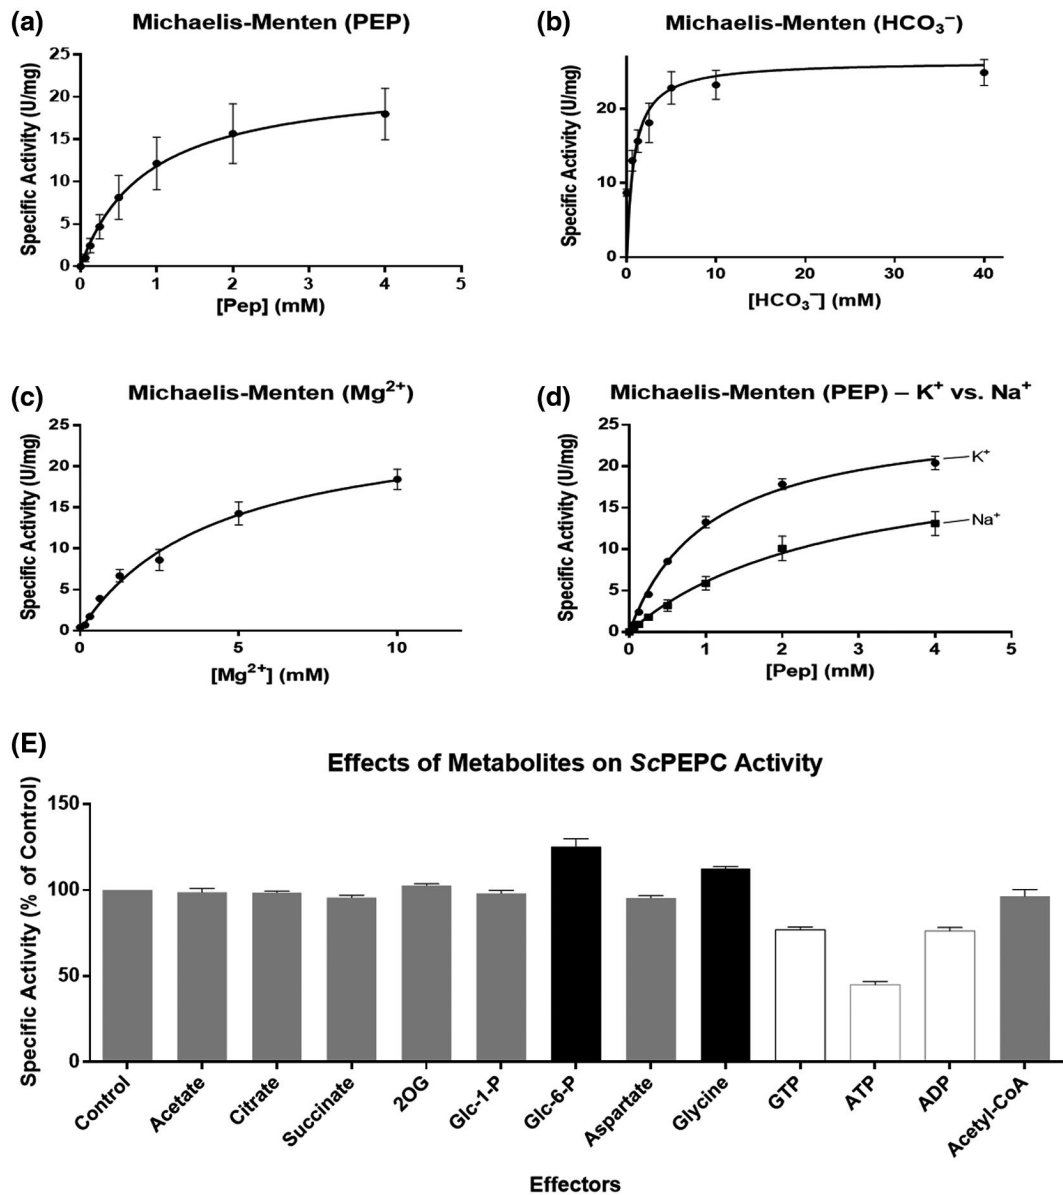 (a)
Michaelis-Menten (PEP)
Specific Activity (U/mg)
25
20
15
10
5
0
0 1 2 3 4 5
[Pep] (mM)
(b)
Michaelis-Menten (HCO₃⁻)
Specific Activity (U/mg)
20
10
0
0 10 20 30 40
[HCO₃⁻] (mM)
(c)
Michaelis-Menten (Mg²⁺)
Specific Activity (U/mg)
25
20
15
10
5
0
0 5 10
[Mg²⁺] (mM)
(d)
Michaelis-Menten (PEP) – K⁺ vs. Na⁺
Specific Activity (U/mg)
25
20
15
10
5
0
K⁺
Na⁺
0 1 2 3 4 5
[Pep] (mM)
(E)
Effects of Metabolites on ScPEPC Activity
Specific Activity (% of Control)
150
100
50
0
Control
Acetate
Citrate
Succinate
2OG
Glc-1-P
Glc-6-P
Aspartate
Glycine
GTP
ATP
ADP
Acetyl-CoA
Effectors